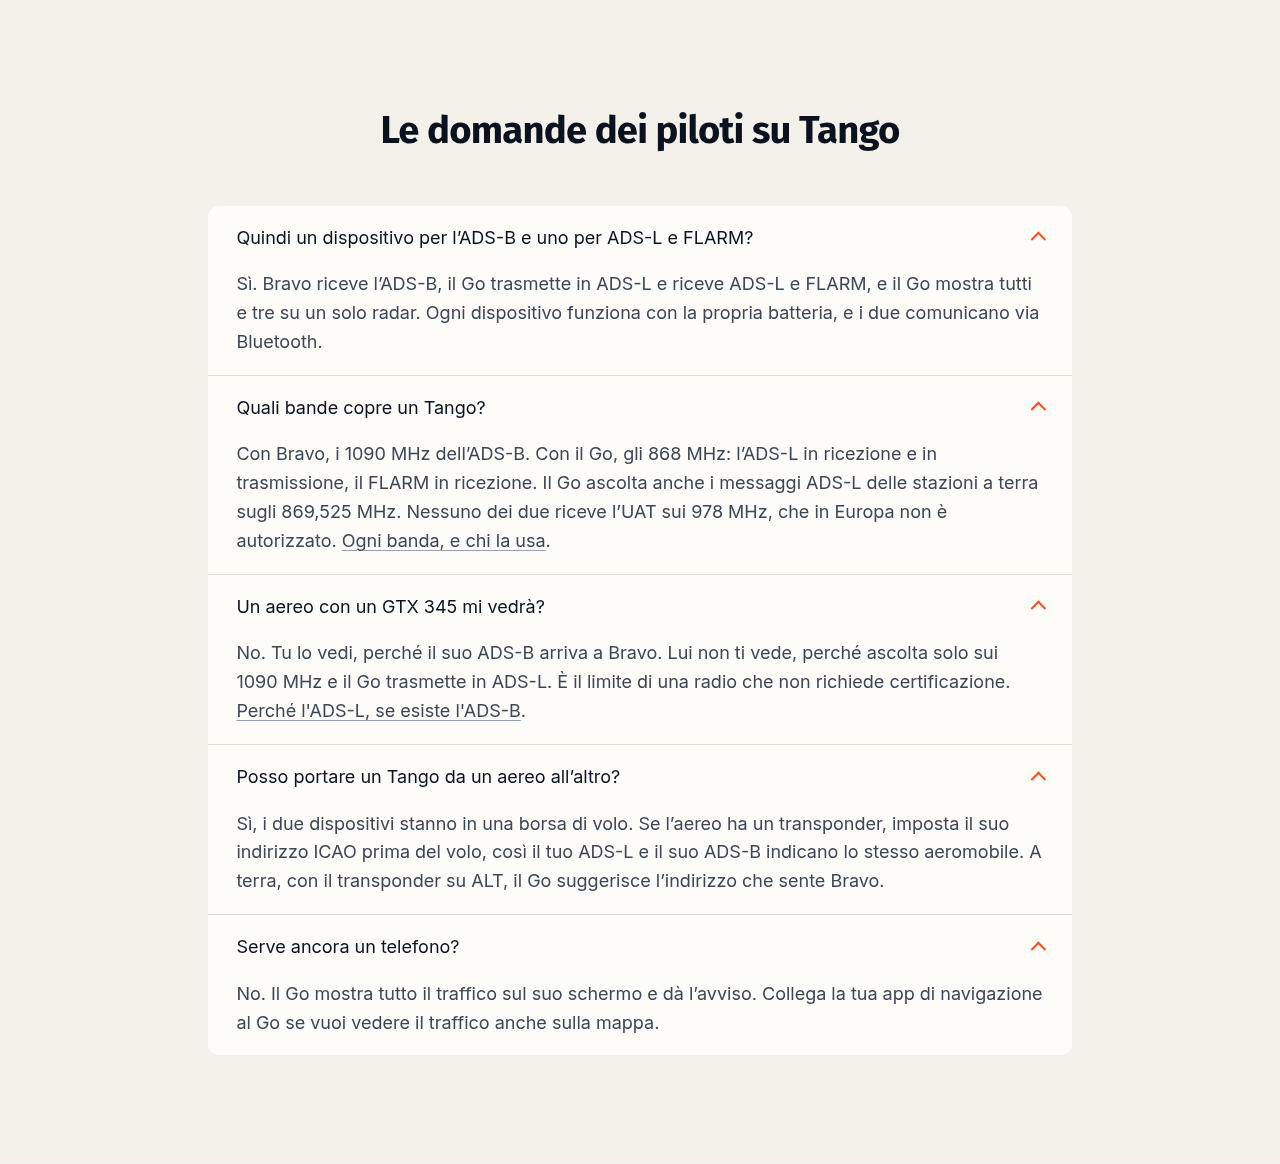 Le domande dei piloti su Tango
Quindi un dispositivo per l’ADS-B e uno per ADS-L e FLARM?
Sì. Bravo riceve l’ADS-B, il Go trasmette in ADS-L e riceve ADS-L e FLARM, e il Go mostra tutti
e tre su un solo radar. Ogni dispositivo funziona con la propria batteria, e i due comunicano via
Bluetooth.
Quali bande copre un Tango?
Con Bravo, i 1090 MHz dell’ADS-B. Con il Go, gli 868 MHz: l’ADS-L in ricezione e in
trasmissione, il FLARM in ricezione. Il Go ascolta anche i messaggi ADS-L delle stazioni a terra
sugli 869,525 MHz. Nessuno dei due riceve l’UAT sui 978 MHz, che in Europa non è
autorizzato. Ogni banda, e chi la usa.
Un aereo con un GTX 345 mi vedrà?
No. Tu lo vedi, perché il suo ADS-B arriva a Bravo. Lui non ti vede, perché ascolta solo sui
1090 MHz e il Go trasmette in ADS-L. È il limite di una radio che non richiede certificazione.
Perché l'ADS-L, se esiste l'ADS-B.
Posso portare un Tango da un aereo all’altro?
Sì, i due dispositivi stanno in una borsa di volo. Se l’aereo ha un transponder, imposta il suo
indirizzo ICAO prima del volo, così il tuo ADS-L e il suo ADS-B indicano lo stesso aeromobile. A
terra, con il transponder su ALT, il Go suggerisce l’indirizzo che sente Bravo.
Serve ancora un telefono?
No. Il Go mostra tutto il traffico sul suo schermo e dà l’avviso. Collega la tua app di navigazione
al Go se vuoi vedere il traffico anche sulla mappa.